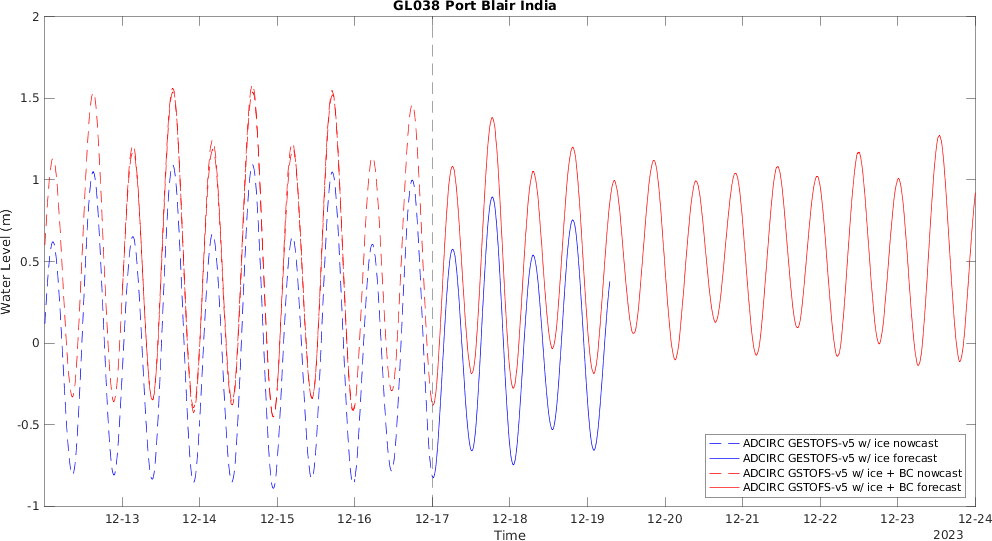 GL038 Port Blair India
2
1.5
1
0.5
0
-0.5
-1
Water Level (m)
12-13 12-14 12-15 12-16 12-17 12-18 12-19 12-20 12-21 12-22 12-23 12-24
Time
2023
ADCIRC GESTOFS-v5 w/ ice nowcast
ADCIRC GESTOFS-v5 w/ ice forecast
ADCIRC GSTOFS-v5 w/ ice + BC nowcast
ADCIRC GSTOFS-v5 w/ ice + BC forecast